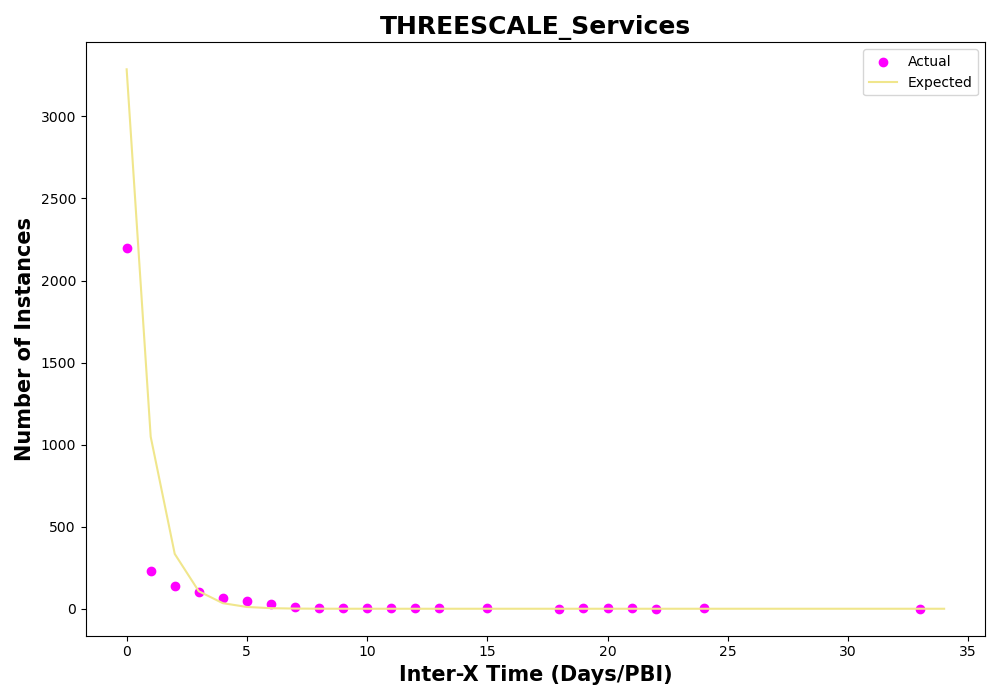 THREESCALE_Services
Actual
Expected
3000
2500
2000
1500
1000
500
0
Number of Instances
0 5 10 15 20 25 30 35
Inter-X Time (Days/PBI)